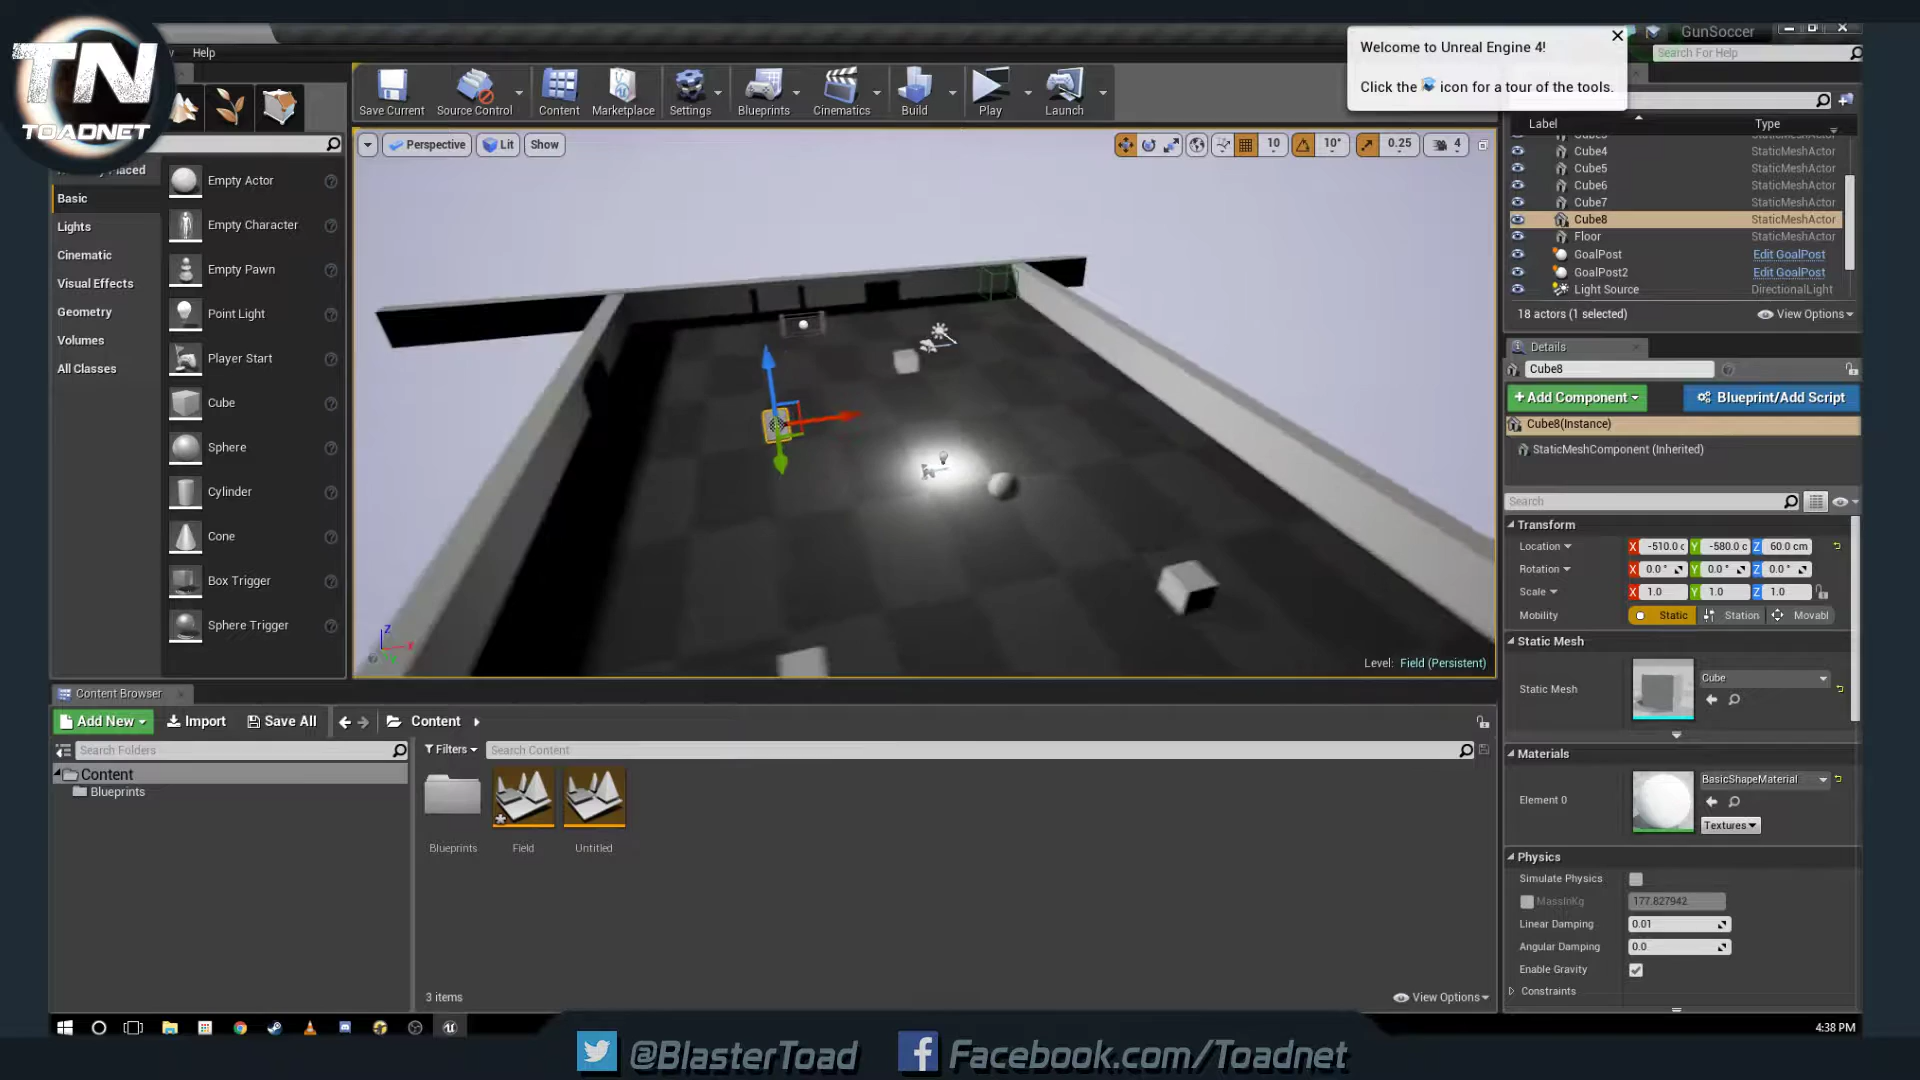 TN
TOADNET
Help
GunSoccer
Search For Help
Welcome to Unreal Engine 4!
Click the icon for a tour of the tools.
Save Current
Source Control
Content
Marketplace
Settings
Blueprints
Cinematics
Build
Play
Launch
Perspective
Lit
Show
10
10°
0.25
4
Basic
Lights
Cinematic
Visual Effects
Geometry
Volumes
All Classes
Empty Actor
Empty Character
Empty Pawn
Point Light
Player Start
Cube
Sphere
Cylinder
Cone
Box Trigger
Sphere Trigger
Z
X
Level: Field (Persistent)
Label Type
Cube4 StaticMeshActor
Cube5 StaticMeshActor
Cube6 StaticMeshActor
Cube7 StaticMeshActor
Cube8 StaticMeshActor
Floor StaticMeshActor
GoalPost Edit GoalPost
GoalPost2 Edit GoalPost
Light Source DirectionalLight
18 actors (1 selected) View Options
Details
Cube8
+Add Component Blueprint/Add Script
Cube8(Instance)
StaticMeshComponent (Inherited)
Search
Transform
Location X -510.0 c Y -580.0 c Z 60.0 cm
Rotation X 0.0 ° Y 0.0 ° Z 0.0 °
Scale X 1.0 Y 1.0 Z 1.0
Mobility Static Station Movabl
Static Mesh
Static Mesh Cube
Materials
Element 0 BasicShapeMaterial
Textures
Physics
Simulate Physics
MassInKg 177.827942
Linear Damping 0.01
Angular Damping 0.0
Enable Gravity
Constraints
Content Browser
Add New Import Save All Content
Search Folders
Content
Blueprints
Filters Search Content
Blueprints Field Untitled
3 items View Options
4:38 PM
@BlasterToad
Facebook.com/Toadnet